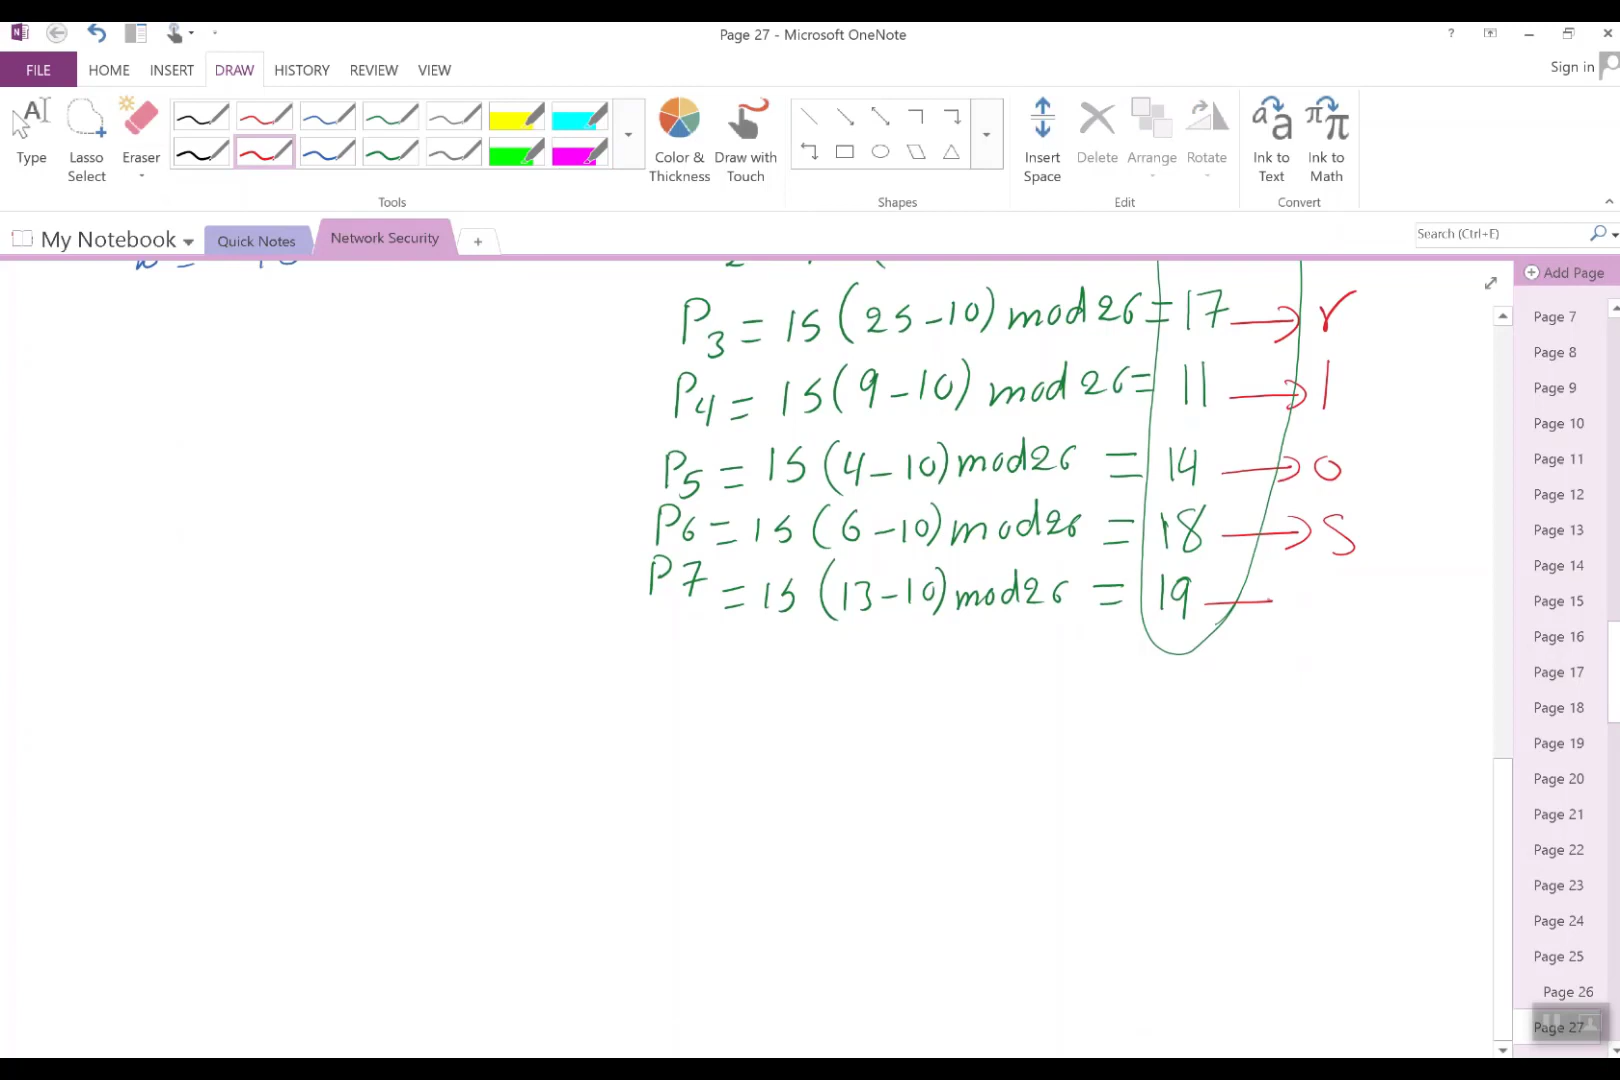 Page 27 - Microsoft OneNote
?
FILE HOME INSERT DRAW HISTORY REVIEW VIEW
Sign in
Type Lasso Select Eraser Color & Thickness Draw with Touch Insert Space Delete Arrange Rotate Ink to Text Ink to Math
Tools Shapes Edit Convert
My Notebook Quick Notes Network Security +
Search (Ctrl+E)
Add Page
P3 = 15 (25-10) mod 26 = 17 → r
P4 = 15 (9-10) mod 26 = 11 → l
P5 = 15 (4-10) mod 26 = 14 → o
P6 = 15 (6-10) mod 26 = 18 → s
P7 = 15 (13-10) mod 26 = 19
Page 7
Page 8
Page 9
Page 10
Page 11
Page 12
Page 13
Page 14
Page 15
Page 16
Page 17
Page 18
Page 19
Page 20
Page 21
Page 22
Page 23
Page 24
Page 25
Page 26
Page 27